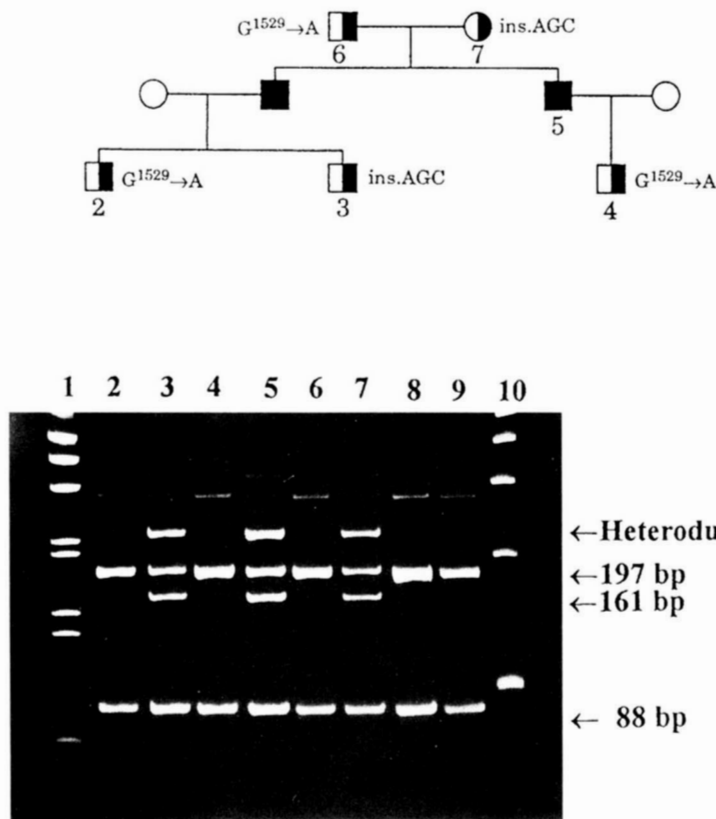 G¹⁵²⁹→A 6 7 ins.AGC
5
2 G¹⁵²⁹→A 3 ins.AGC 4 G¹⁵²⁹→A
1 2 3 4 5 6 7 8 9 10
←Heterodu
←197 bp
←161 bp
← 88 bp